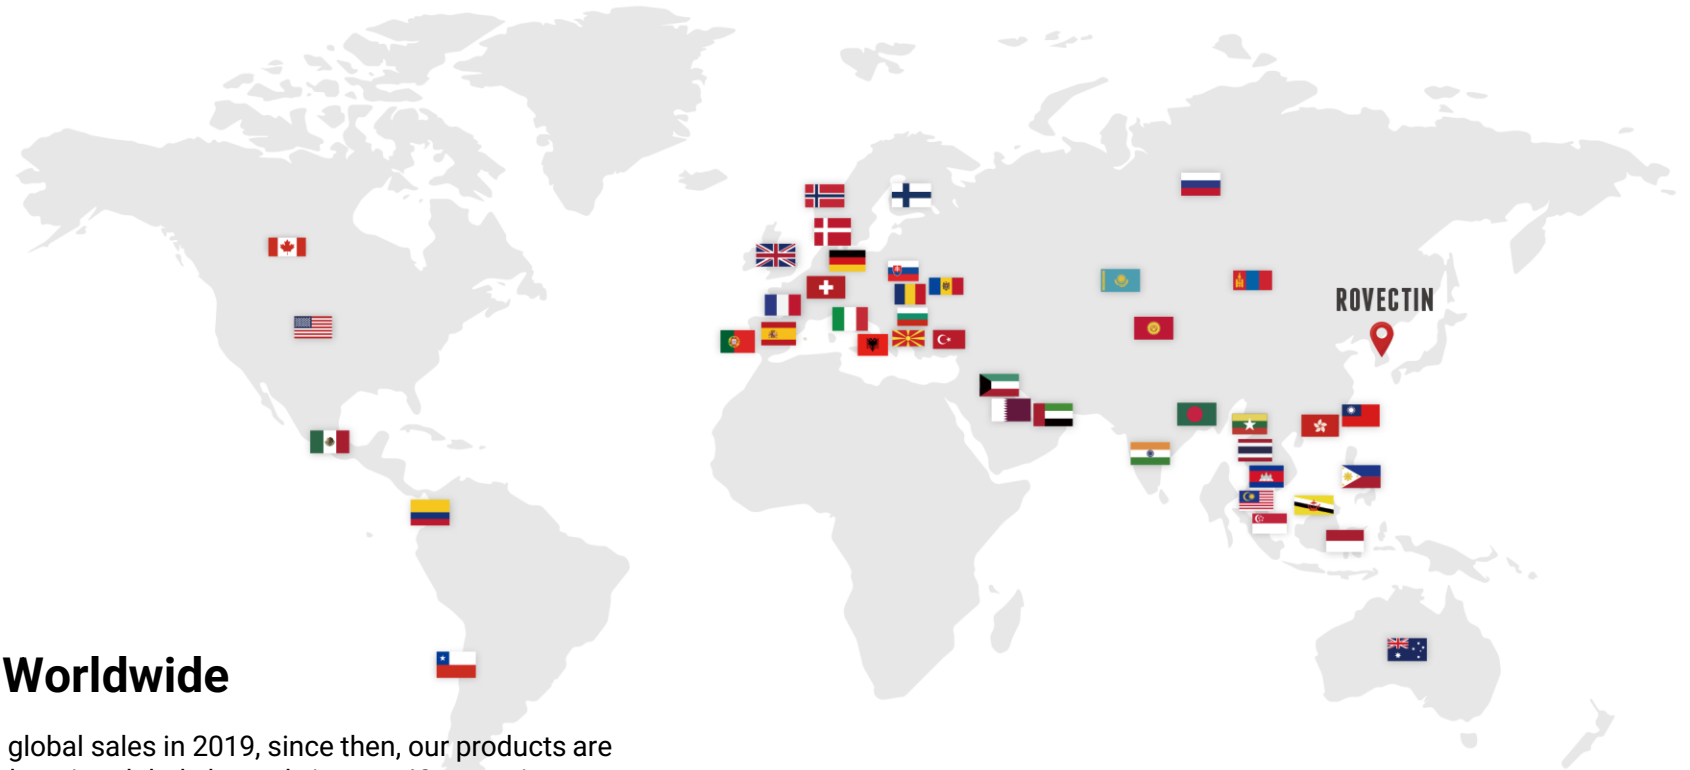 ROVECTIN
Worldwide
global sales in 2019, since then, our products are